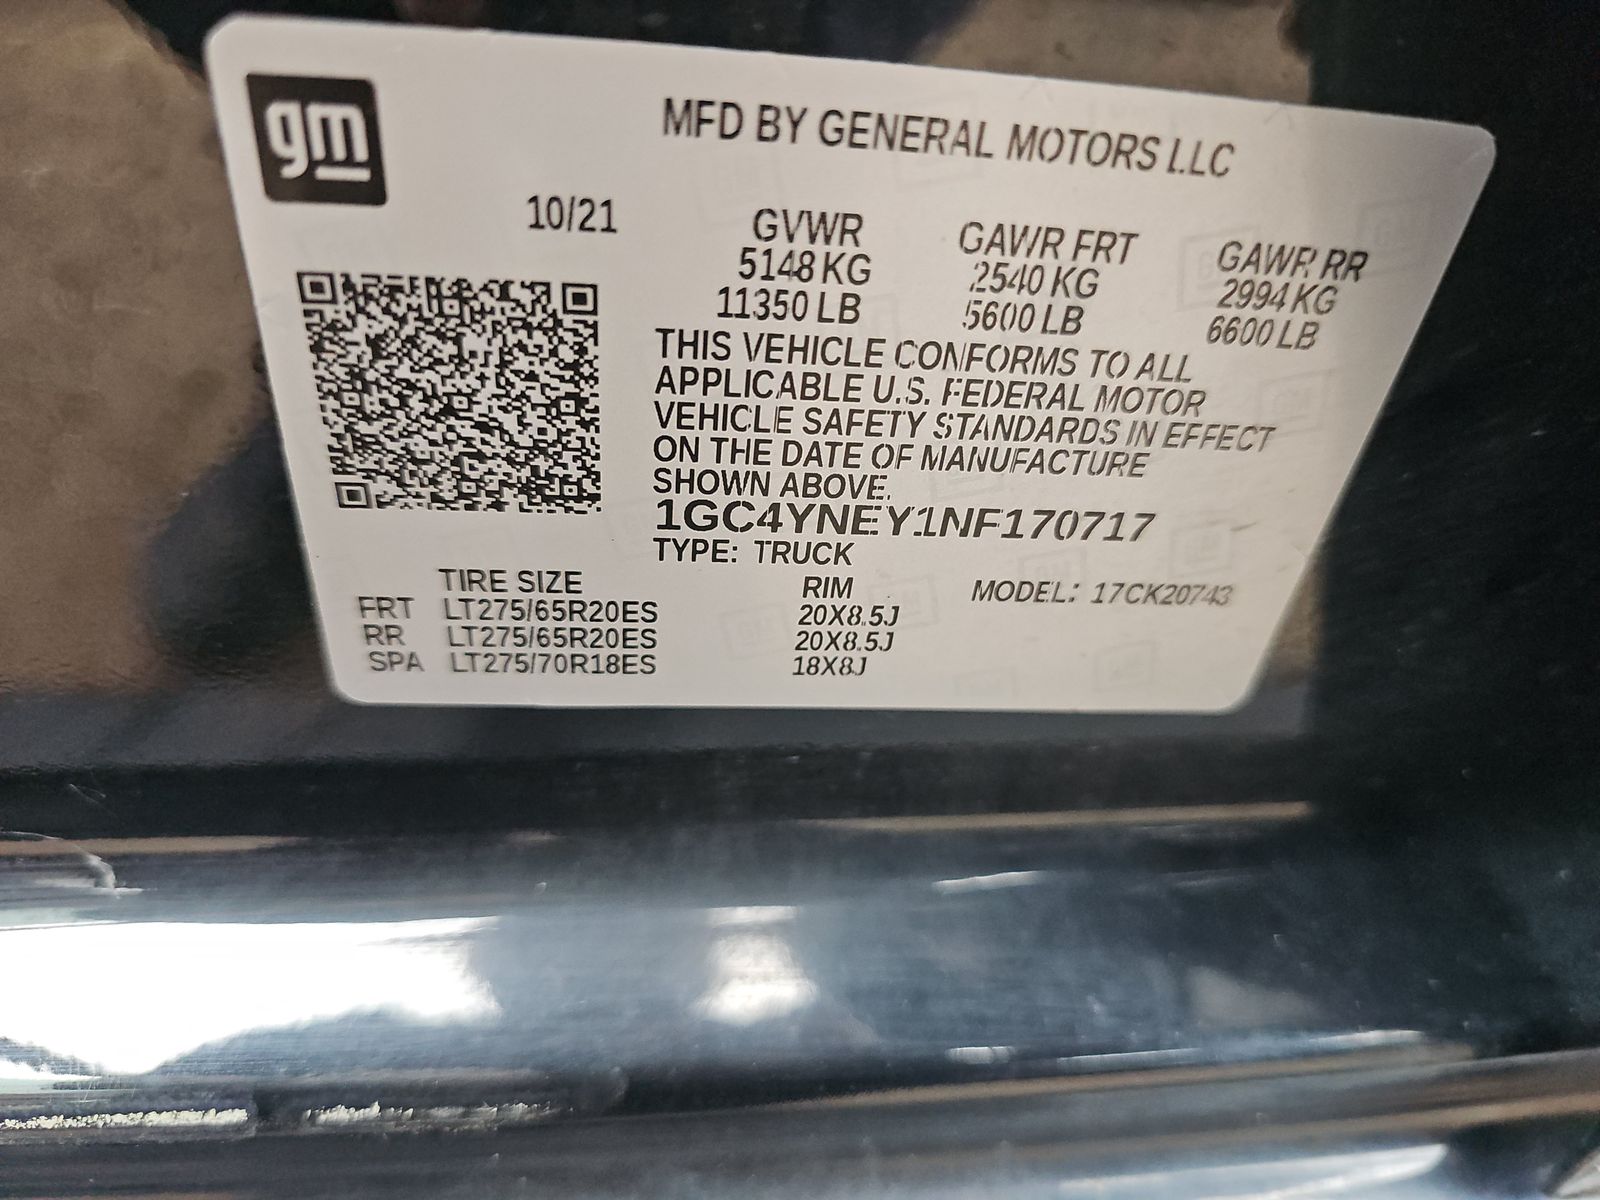 gm
MFD BY GENERAL MOTORS LLC
10/21
GVWR GAWR FRT GAWR RR
5148 KG 2540 KG 2994 KG
11350 LB 5600 LB 6600 LB
THIS VEHICLE CONFORMS TO ALL
APPLICABLE U.S. FEDERAL MOTOR
VEHICLE SAFETY STANDARDS IN EFFECT
ON THE DATE OF MANUFACTURE
SHOWN ABOVE.
1GC4YNEY1NF170717
TYPE: TRUCK
TIRE SIZE RIM MODEL: 17CK20743
FRT LT275/65R20ES 20X8.5J
RR LT275/65R20ES 20X8.5J
SPA LT275/70R18ES 18X8J